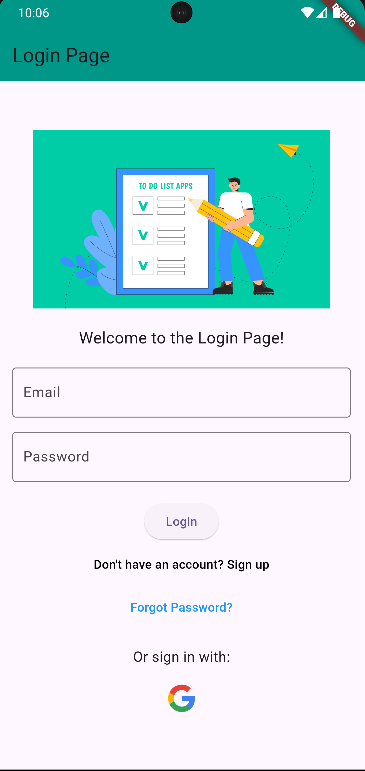 10:06
DEBUG
Login Page
TO DO LIST APPS
V
V
V
Welcome to the Login Page!
Email
Password
Login
Don't have an account? Sign up
Forgot Password?
Or sign in with:
G